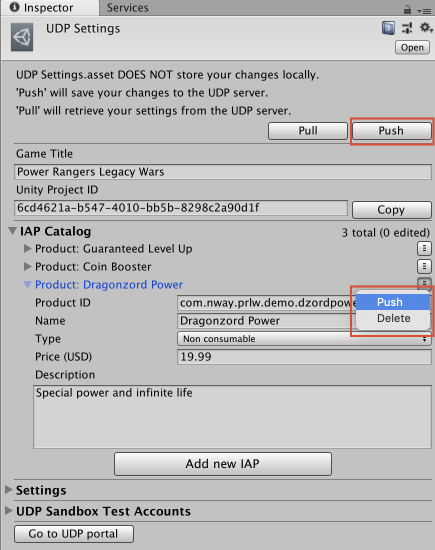 Inspector Services
UDP Settings
Open
UDP Settings.asset DOES NOT store your changes locally.
'Push' will save your changes to the UDP server.
'Pull' will retrieve your settings from the UDP server.
Pull Push
Game Title
Power Rangers Legacy Wars
Unity Project ID
6cd4621a-b547-4010-bb5b-8298c2a90d1f Copy
IAP Catalog 3 total (0 edited)
Product: Guaranteed Level Up
Product: Coin Booster
Product: Dragonzord Power
Product ID com.nway.prlw.demo.dzordpowe Push
Name Dragonzord Power Delete
Type Non consumable
Price (USD) 19.99
Description
Special power and infinite life
Add new IAP
Settings
UDP Sandbox Test Accounts
Go to UDP portal